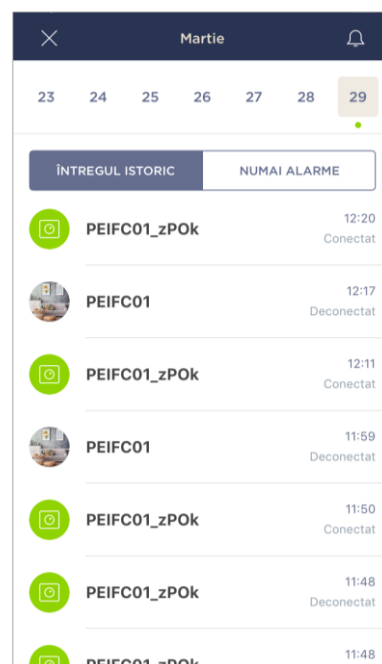 Martie
23 24 25 26 27 28 29
ÎNTREGUL ISTORIC NUMAI ALARME
12:20
PEIFC01_zPOk
Conectat
12:17
PEIFC01
Deconectat
12:11
PEIFC01_zPOk
Conectat
11:59
PEIFC01
Deconectat
11:50
PEIFC01_zPOk
Conectat
11:48
PEIFC01_zPOk
Deconectat
11:48
PEIFC01_zPOk